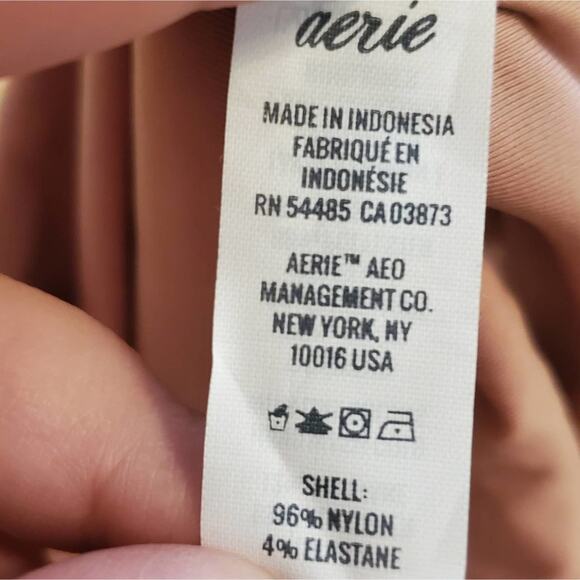 aerie
MADE IN INDONESIA
FABRIQUÉ EN
INDONÉSIE
RN 54485 CA 03873
AERIE™ AEO
MANAGEMENT CO.
NEW YORK, NY
10016 USA
SHELL:
96% NYLON
4% ELASTANE